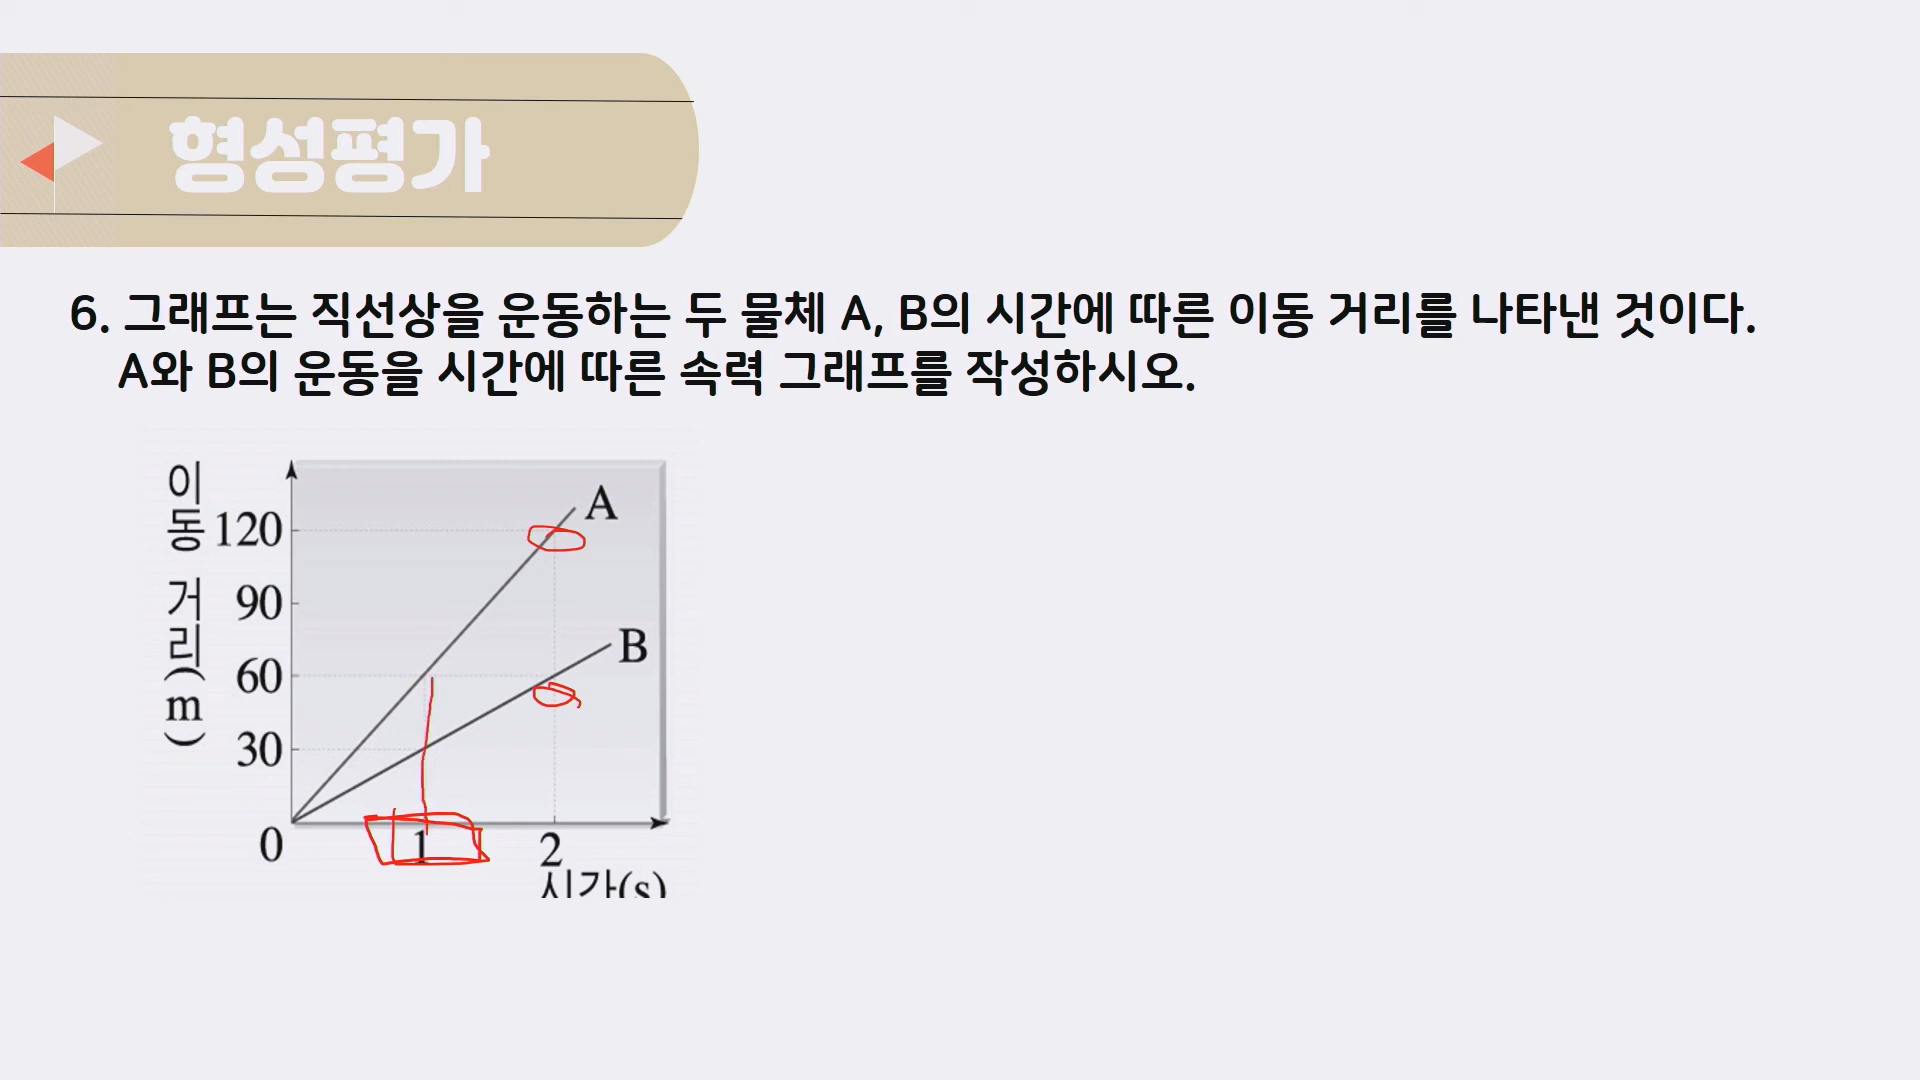 형성평가
6. 그래프는 직선상을 운동하는 두 물체 A, B의 시간에 따른 이동 거리를 나타낸 것이다.
A와 B의 운동을 시간에 따른 속력 그래프를 작성하시오.
이동 거리(m)
120
90
60
30
0
1
2
시간(s)
A
B